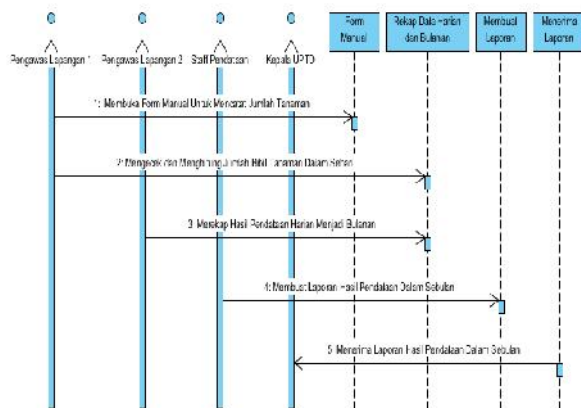 Form
Manual
Rekap Data Harian
dan Bulanan
Membuat
Laporan
Menerima
Laporan
Pengawas Lapangan 1
Pengawas Lapangan 2
Staff Pendataan
Kepala UPTD
1: Membuka Form Manual Untuk Mencatat Jumlah Tanaman
2: Mengecek dan Menghitung Jumlah Bibit Tanaman Dalam Sehari
3: Merekap Hasil Pendataan Harian Menjadi Bulanan
4: Membuat Laporan Hasil Pendataan Dalam Sebulan
5: Menerima Laporan Hasil Pendataan Dalam Sebulan